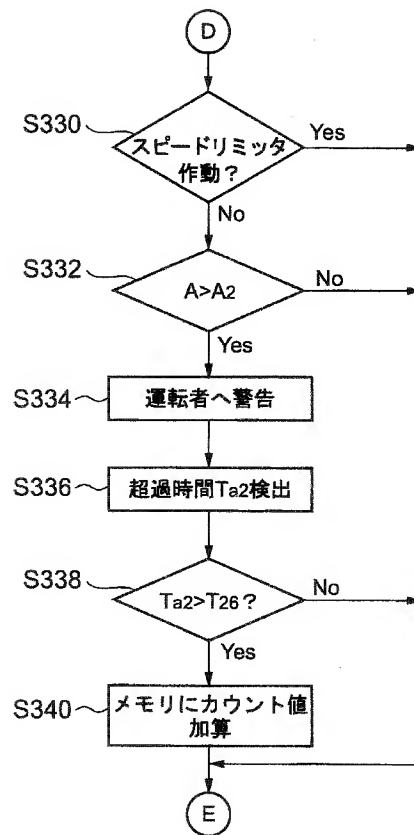 D
S330
スピードリミッタ
作動？
Yes
No
S332
A>A2
No
Yes
S334
運転者へ警告
S336
超過時間Ta2検出
S338
Ta2>T26？
No
Yes
S340
メモリにカウント値
加算
E